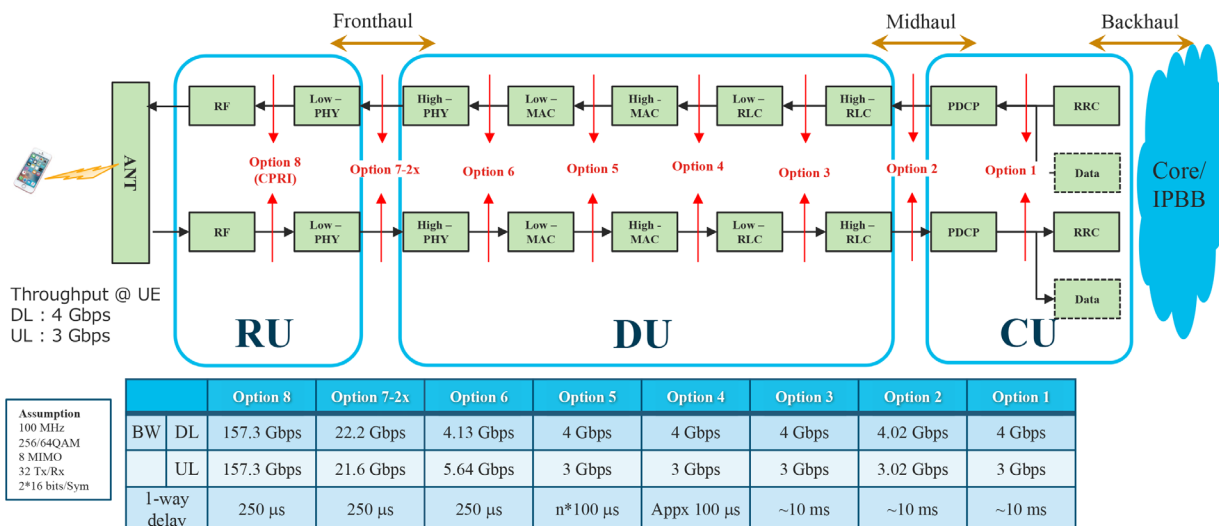 Fronthaul
Midhaul
Backhaul
RF
Low –
PHY
High –
PHY
Low –
MAC
High -
MAC
Low –
RLC
High –
RLC
PDCP
RRC
ANT
Option 8
(CPRI)
Option 7-2x
Option 6
Option 5
Option 4
Option 3
Option 2
Option 1
Data
Core/
IPBB
RF
Low –
PHY
High –
PHY
Low –
MAC
High -
MAC
Low –
RLC
High –
RLC
PDCP
RRC
Data
Throughput @ UE
DL : 4 Gbps
UL : 3 Gbps
RU
DU
CU
Assumption
100 MHz
256/64QAM
8 MIMO
32 Tx/Rx
2*16 bits/Sym
Option 8 Option 7-2x Option 6 Option 5 Option 4 Option 3 Option 2 Option 1
BW DL 157.3 Gbps 22.2 Gbps 4.13 Gbps 4 Gbps 4 Gbps 4 Gbps 4.02 Gbps 4 Gbps
UL 157.3 Gbps 21.6 Gbps 5.64 Gbps 3 Gbps 3 Gbps 3 Gbps 3.02 Gbps 3 Gbps
1-way
delay 250 μs 250 μs 250 μs n*100 μs Appx 100 μs ~10 ms ~10 ms ~10 ms